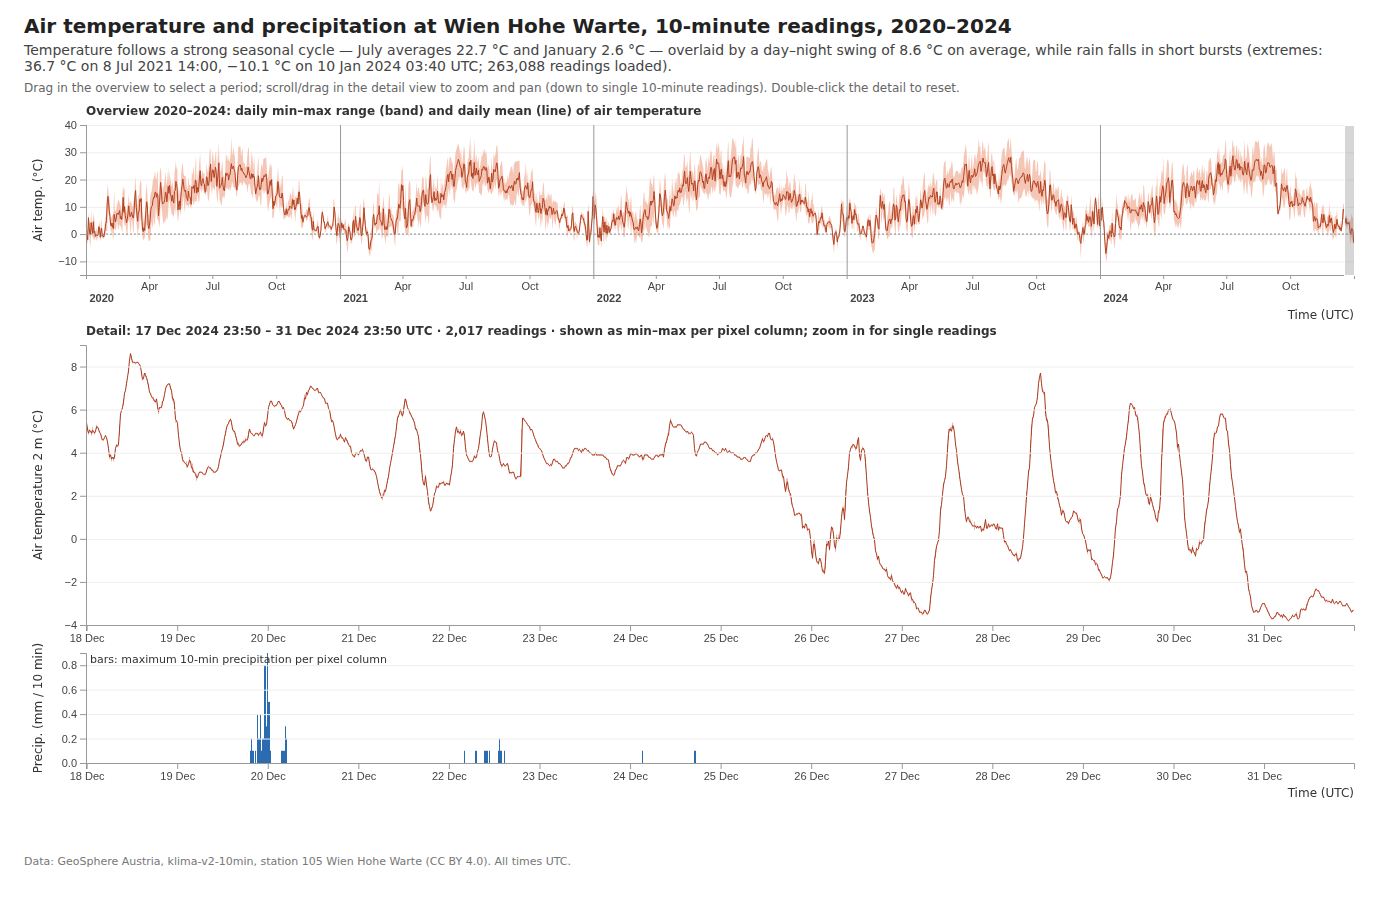 Air temperature and precipitation at Wien Hohe Warte, 10-minute readings, 2020–2024
Temperature follows a strong seasonal cycle — July averages 22.7 °C and January 2.6 °C — overlaid by a day–night swing of 8.6 °C on average, while rain falls in short bursts (extremes:
36.7 °C on 8 Jul 2021 14:00, −10.1 °C on 10 Jan 2024 03:40 UTC; 263,088 readings loaded).
Drag in the overview to select a period; scroll/drag in the detail view to zoom and pan (down to single 10-minute readings). Double-click the detail to reset.
Overview 2020–2024: daily min–max range (band) and daily mean (line) of air temperature
Air temp. (°C)
40
30
20
10
0
−10
Apr Jul Oct Apr Jul Oct Apr Jul Oct Apr Jul Oct Apr Jul Oct
2020 2021 2022 2023 2024
Time (UTC)
Detail: 17 Dec 2024 23:50 – 31 Dec 2024 23:50 UTC · 2,017 readings · shown as min–max per pixel column; zoom in for single readings
Air temperature 2 m (°C)
8
6
4
2
0
−2
−4
18 Dec 19 Dec 20 Dec 21 Dec 22 Dec 23 Dec 24 Dec 25 Dec 26 Dec 27 Dec 28 Dec 29 Dec 30 Dec 31 Dec
Precip. (mm / 10 min)
bars: maximum 10-min precipitation per pixel column
0.8
0.6
0.4
0.2
0.0
18 Dec 19 Dec 20 Dec 21 Dec 22 Dec 23 Dec 24 Dec 25 Dec 26 Dec 27 Dec 28 Dec 29 Dec 30 Dec 31 Dec
Time (UTC)
Data: GeoSphere Austria, klima-v2-10min, station 105 Wien Hohe Warte (CC BY 4.0). All times UTC.